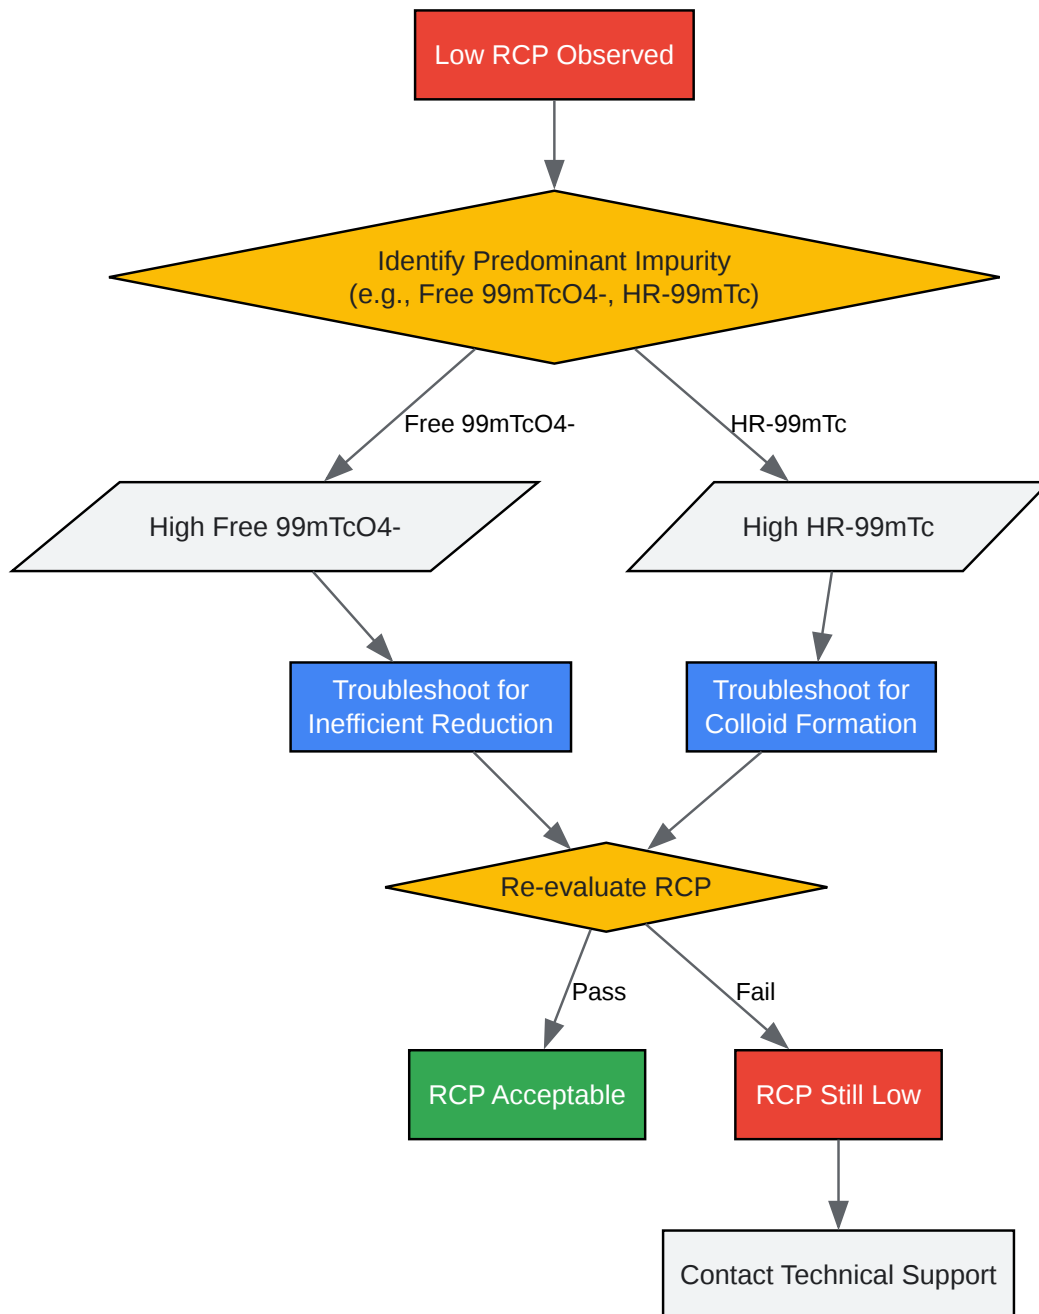 Low RCP Observed
Identify Predominant Impurity
(e.g., Free 99mTcO4-, HR-99mTc)
Free 99mTcO4-
HR-99mTc
High Free 99mTcO4-
High HR-99mTc
Troubleshoot for
Inefficient Reduction
Troubleshoot for
Colloid Formation
Re-evaluate RCP
Pass
Fail
RCP Acceptable
RCP Still Low
Contact Technical Support